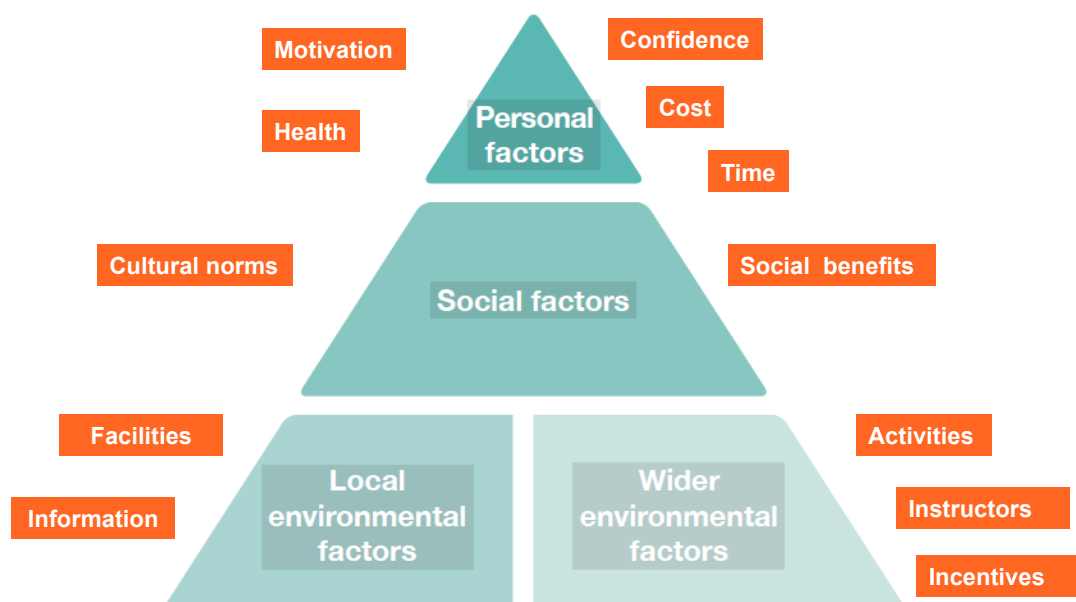 Motivation
Confidence
Health
Cost
Personal
factors
Time
Cultural norms
Social benefits
Social factors
Facilities
Activities
Local
environmental
factors
Wider
environmental
factors
Information
Instructors
Incentives